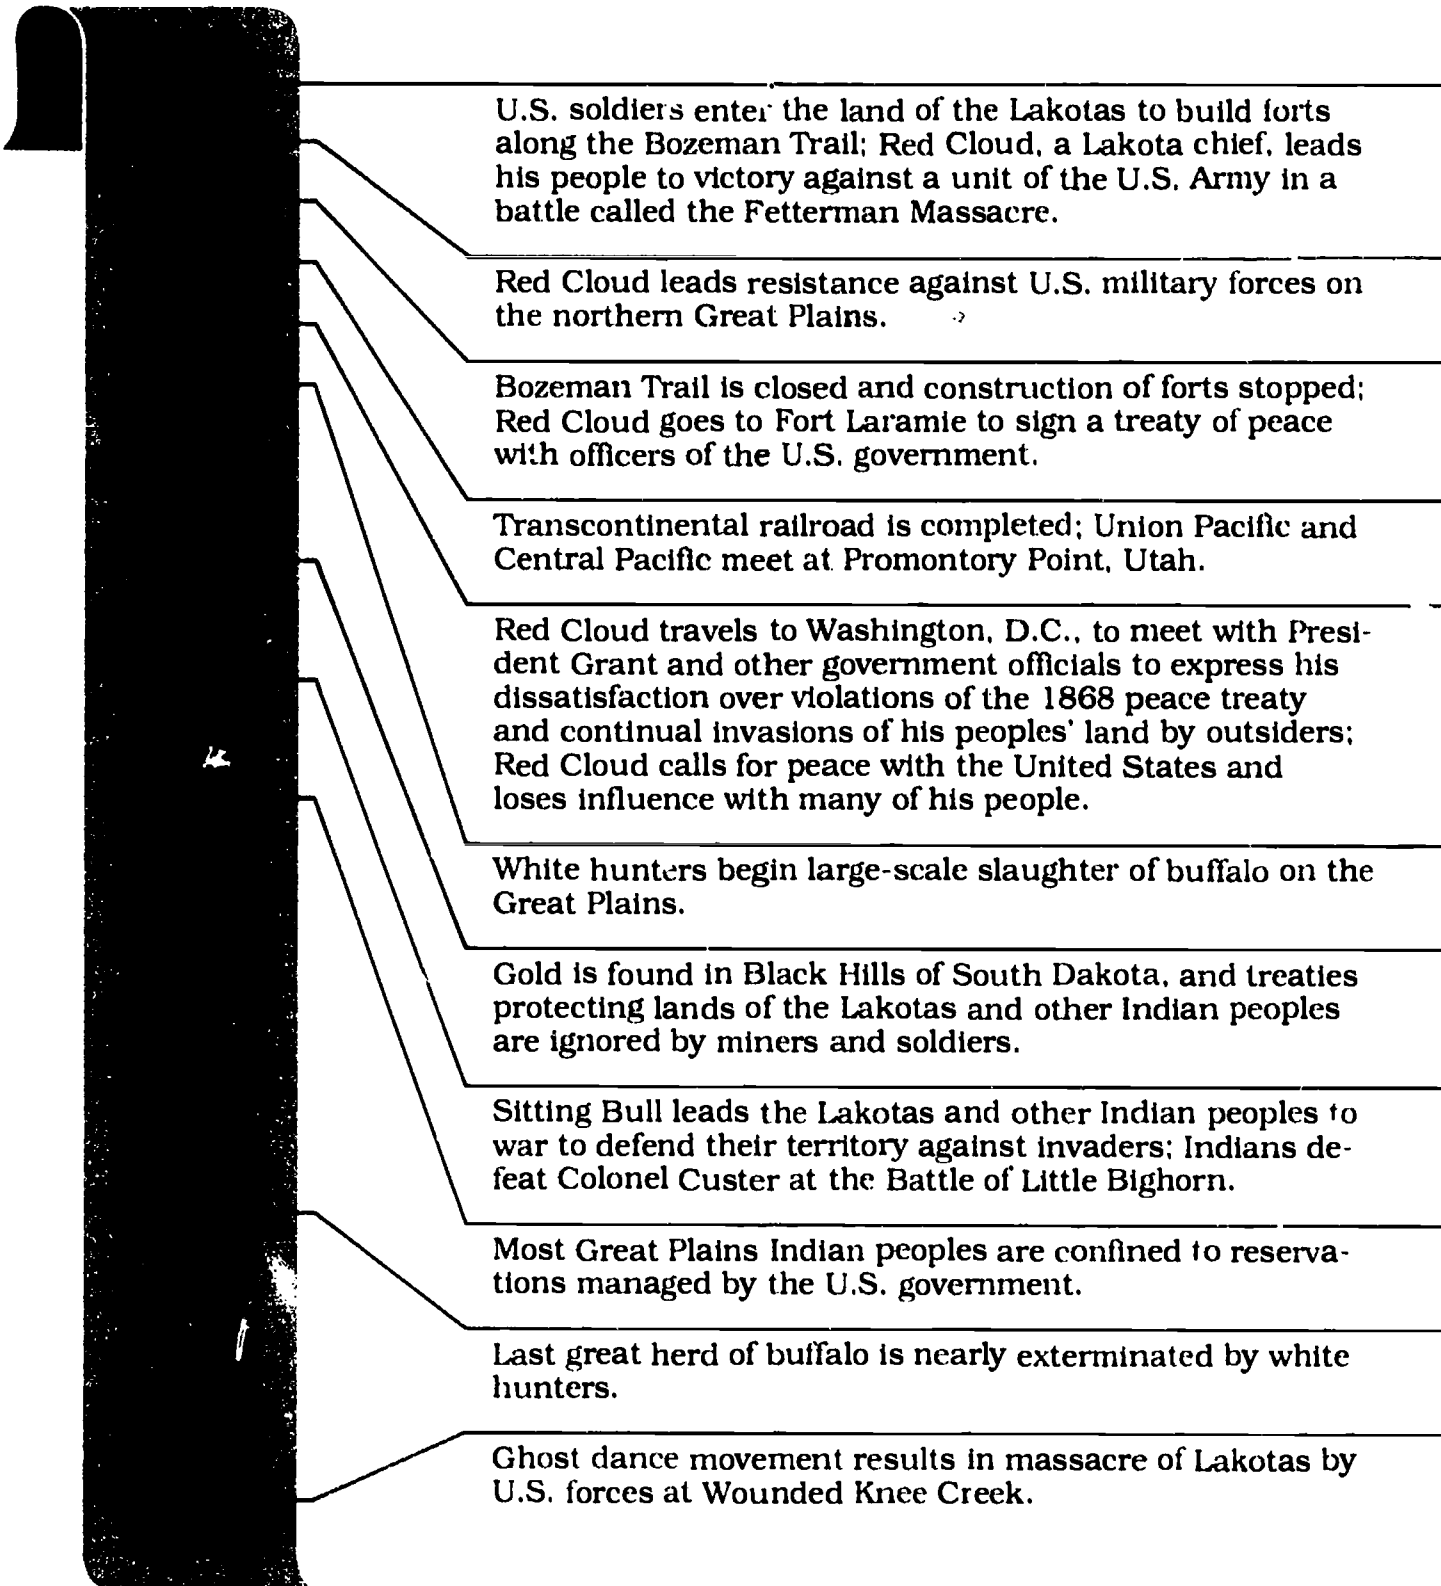 U.S. soldiers enter the land of the Lakotas to build forts
along the Bozeman Trail; Red Cloud, a Lakota chief, leads
his people to victory against a unit of the U.S. Army in a
battle called the Fetterman Massacre.
Red Cloud leads resistance against U.S. military forces on
the northern Great Plains.
Bozeman Trail is closed and construction of forts stopped;
Red Cloud goes to Fort Laramie to sign a treaty of peace
with officers of the U.S. government.
Transcontinental railroad is completed; Union Pacific and
Central Pacific meet at Promontory Point, Utah.
Red Cloud travels to Washington, D.C., to meet with Presi-
dent Grant and other government officials to express his
dissatisfaction over violations of the 1868 peace treaty
and continual invasions of his peoples' land by outsiders;
Red Cloud calls for peace with the United States and
loses influence with many of his people.
White hunters begin large-scale slaughter of buffalo on the
Great Plains.
Gold is found in Black Hills of South Dakota, and treaties
protecting lands of the Lakotas and other Indian peoples
are ignored by miners and soldiers.
Sitting Bull leads the Lakotas and other Indian peoples to
war to defend their territory against invaders; Indians de-
feat Colonel Custer at the Battle of Little Bighorn.
Most Great Plains Indian peoples are confined to reserva-
tions managed by the U.S. government.
Last great herd of buffalo is nearly exterminated by white
hunters.
Ghost dance movement results in massacre of Lakotas by
U.S. forces at Wounded Knee Creek.